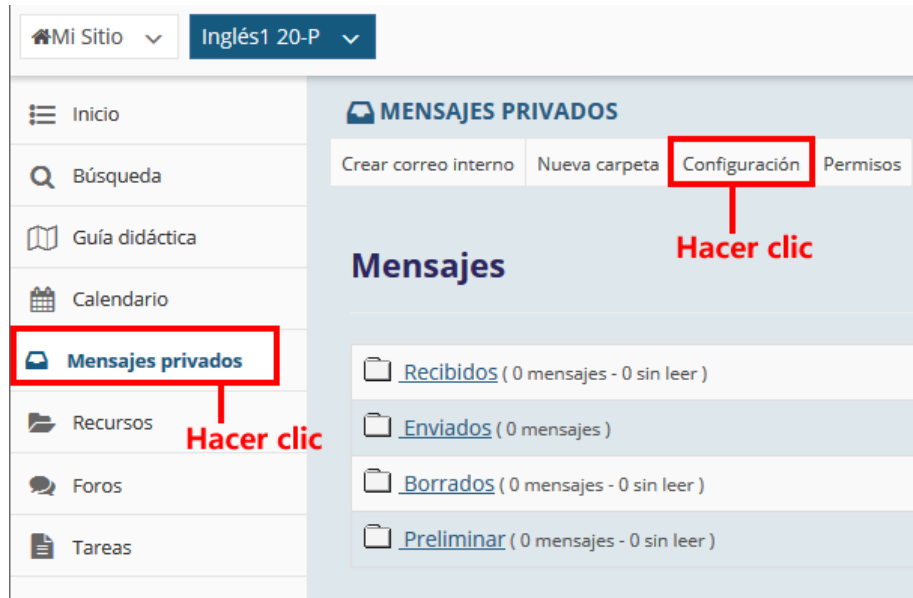 Mi Sitio
Inglés1 20-P
Inicio
Búsqueda
Guía didáctica
Calendario
Mensajes privados
Hacer clic
Recursos
Foros
Tareas
MENSAJES PRIVADOS
Crear correo interno Nueva carpeta Configuración Permisos
Hacer clic
Mensajes
Recibidos ( 0 mensajes - 0 sin leer )
Enviados ( 0 mensajes )
Borrados ( 0 mensajes - 0 sin leer )
Preliminar ( 0 mensajes - 0 sin leer )